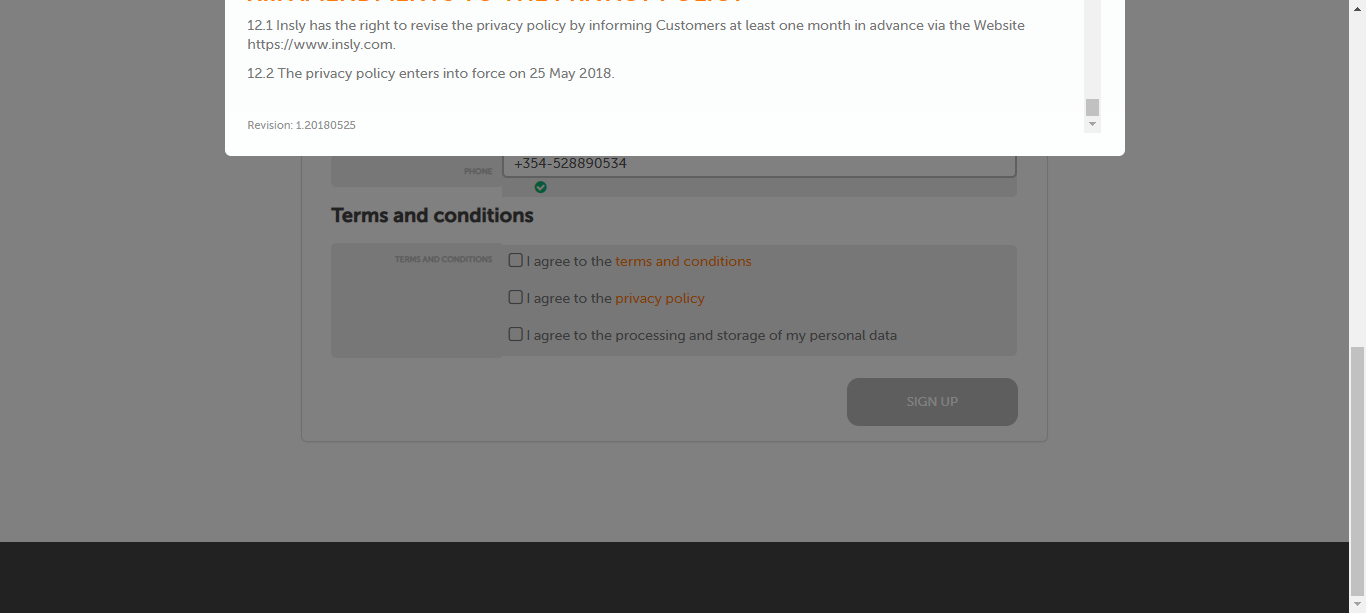 12.1 Insly has the right to revise the privacy policy by informing Customers at least one month in advance via the Website
https://www.insly.com.
12.2 The privacy policy enters into force on 25 May 2018.
Revision: 1.20180525
PHONE
+354-528890534
Terms and conditions
TERMS AND CONDITIONS
I agree to the terms and conditions
I agree to the privacy policy
I agree to the processing and storage of my personal data
SIGN UP